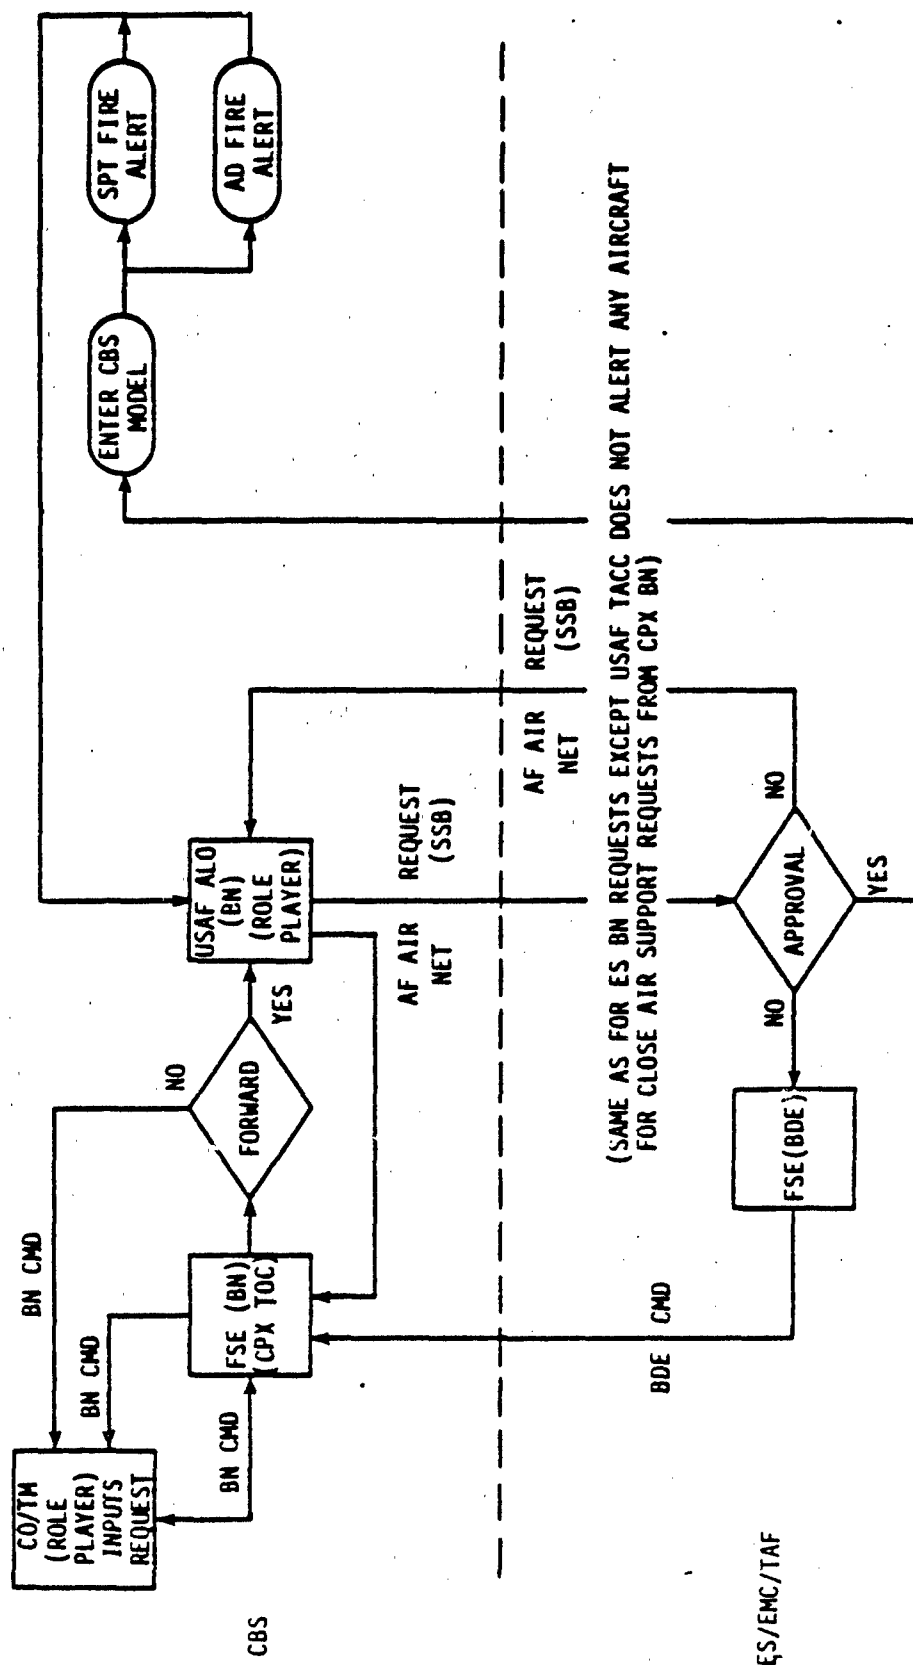 CO/TM
(ROLE
PLAYER)
INPUTS
REQUEST
BN CMD
BN CMD
BN CMD
FSE (BN)
(CPX TOC)
FORWARD
NO
YES
USAF ALO
(BN)
(ROLE
PLAYER)
AF AIR
NET
REQUEST
(SSB)
ENTER CBS
MODEL
SPT FIRE
ALERT
AD FIRE
ALERT
CBS
AF AIR
NET
REQUEST
(SSB)
(SAME AS FOR ES BN REQUESTS EXCEPT USAF TACC DOES NOT ALERT ANY AIRCRAFT
FOR CLOSE AIR SUPPORT REQUESTS FROM CPX BN)
BDE CMD
FSE(BDE)
NO
APPROVAL
NO
YES
ES/EMC/TAF